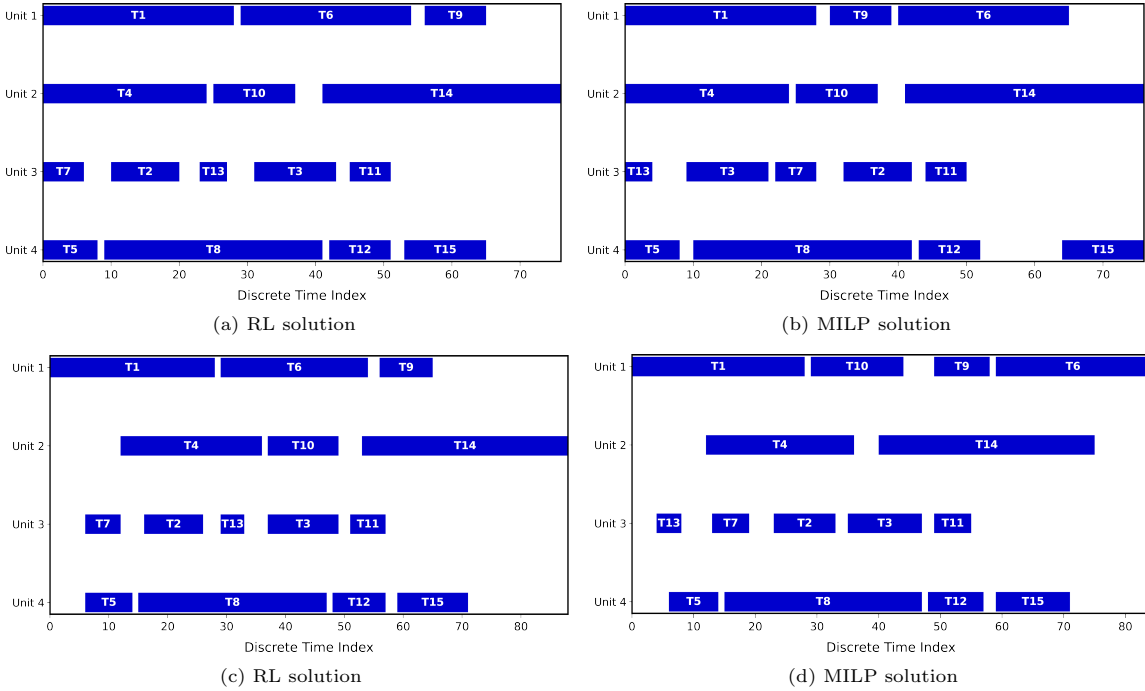 Unit 1 T1 T6 T9
Unit 2 T4 T10 T14
Unit 3 T7 T2 T13 T3 T11
Unit 4 T5 T8 T12 T15
0 10 20 30 40 50 60 70
Discrete Time Index
(a) RL solution
Unit 1 T1 T9 T6
Unit 2 T4 T10 T14
Unit 3 T13 T3 T7 T2 T11
Unit 4 T5 T8 T12 T15
0 10 20 30 40 50 60 70
Discrete Time Index
(b) MILP solution
Unit 1 T1 T6 T9
Unit 2 T4 T10 T14
Unit 3 T7 T2 T13 T3 T11
Unit 4 T5 T8 T12 T15
0 10 20 30 40 50 60 70 80
Discrete Time Index
(c) RL solution
Unit 1 T1 T10 T9 T6
Unit 2 T4 T14
Unit 3 T13 T7 T2 T3 T11
Unit 4 T5 T8 T12 T15
0 10 20 30 40 50 60 70 80
Discrete Time Index
(d) MILP solution